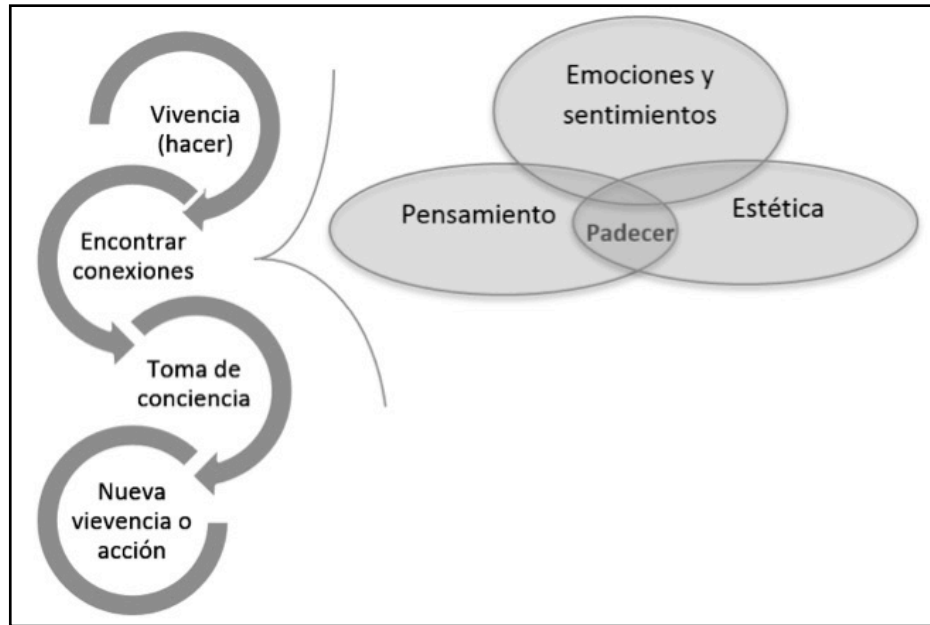 Vivencia
(hacer)
Encontrar
conexiones
Toma de
conciencia
Nueva
vievencia o
acción
Emociones y
sentimientos
Pensamiento
Estética
Padecer